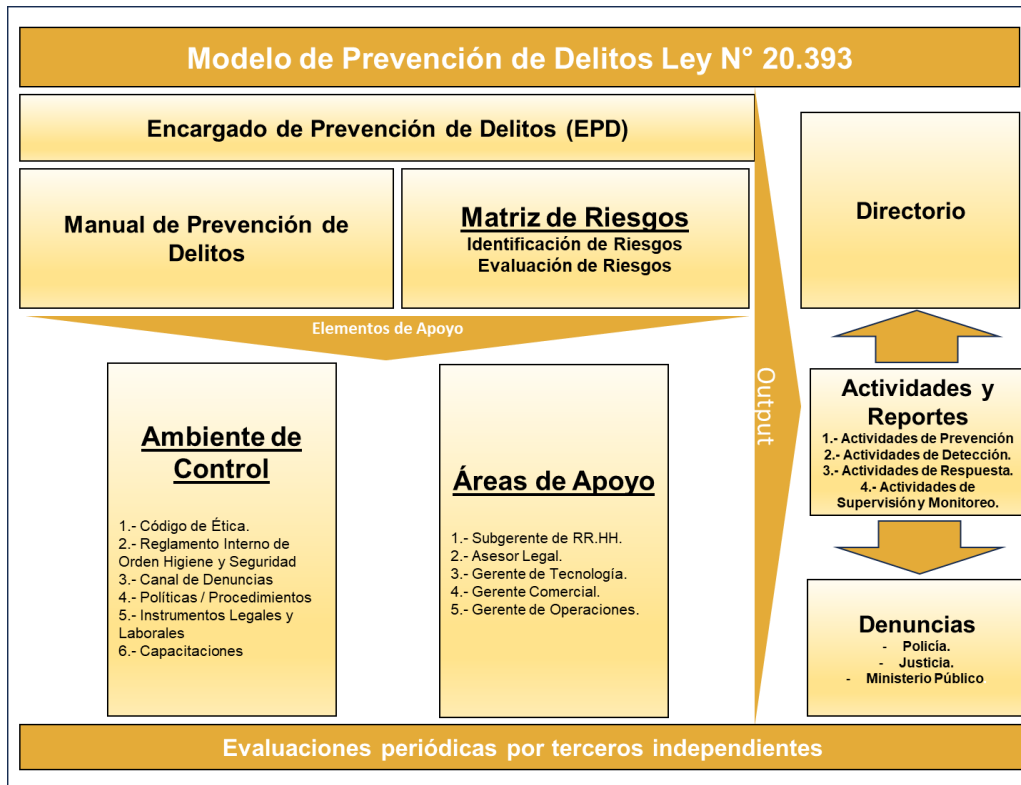 Modelo de Prevención de Delitos Ley N° 20.393
Encargado de Prevención de Delitos (EPD)
Manual de Prevención de
Delitos
Matriz de Riesgos
Identificación de Riesgos
Evaluación de Riesgos
Elementos de Apoyo
Ambiente de
Control
1.- Código de Ética.
2.- Reglamento Interno de
Orden Higiene y Seguridad
3.- Canal de Denuncias
4.- Políticas / Procedimientos
5.- Instrumentos Legales y
Laborales
6.- Capacitaciones
Áreas de Apoyo
1.- Subgerente de RR.HH.
2.- Asesor Legal.
3.- Gerente de Tecnología.
4.- Gerente Comercial.
5.- Gerente de Operaciones.
Output
Directorio
Actividades y
Reportes
1.- Actividades de Prevención
2.- Actividades de Detección.
3.- Actividades de Respuesta.
4.- Actividades de
Supervisión y Monitoreo.
Denuncias
- Policía.
- Justicia.
- Ministerio Público
Evaluaciones periódicas por terceros independientes